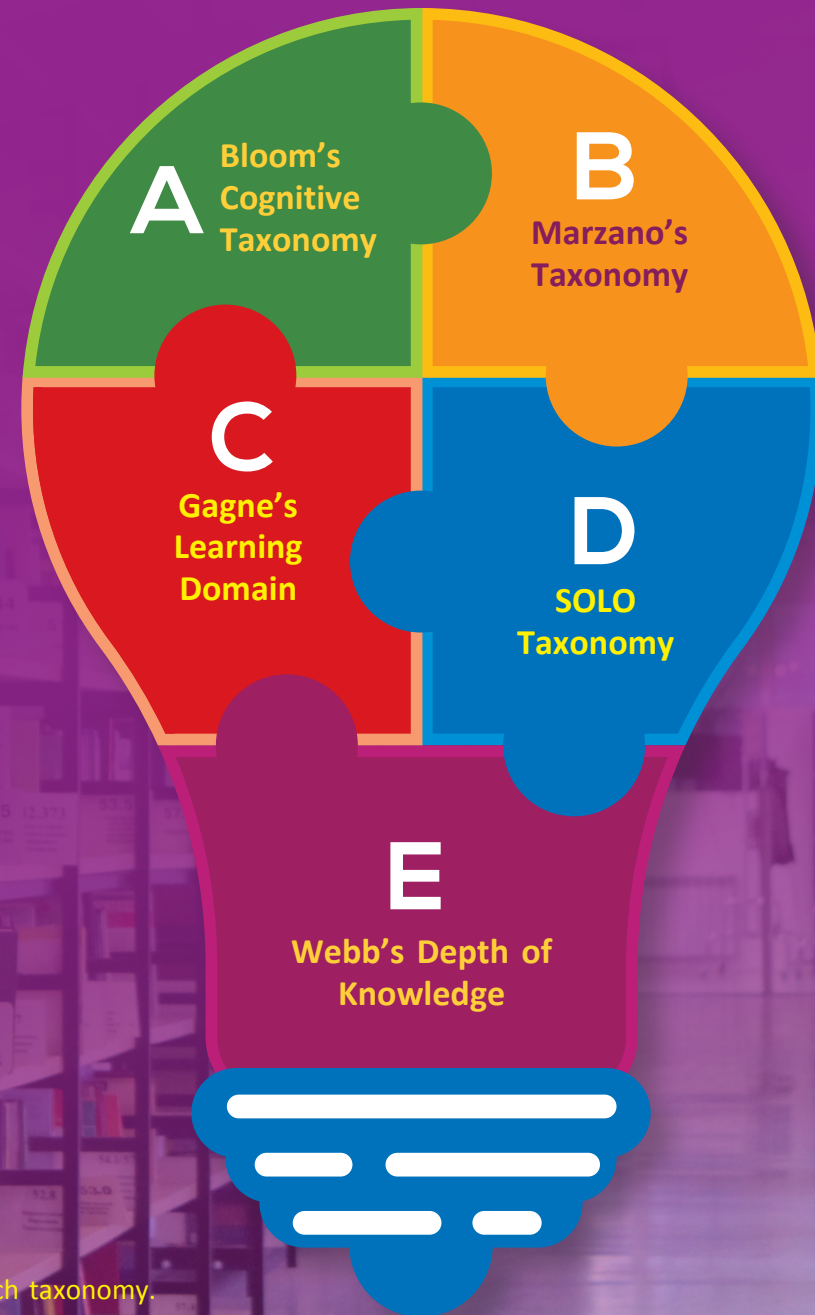 A
Bloom’s
Cognitive
Taxonomy
B
Marzano’s
Taxonomy
C
Gagne’s
Learning
Domain
D
SOLO
Taxonomy
E
Webb’s Depth of
Knowledge
taxonomy.